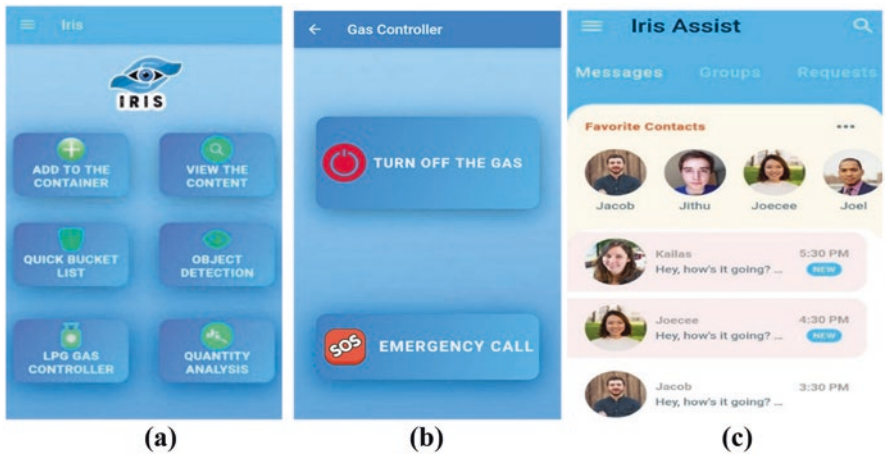 Iris
IRIS
ADD TO THE
CONTAINER
VIEW THE
CONTENT
QUICK BUCKET
LIST
OBJECT
DETECTION
LPG GAS
CONTROLLER
QUANTITY
ANALYSIS
(a)
Gas Controller
TURN OFF THE GAS
SOS
EMERGENCY CALL
(b)
Iris Assist
Messages Groups Requests
Favorite Contacts
Jacob Jithu Joecee Joel
Kailas 5:30 PM
Hey, how's it going? ... NEW
Joecee 4:30 PM
Hey, how's it going? ... NEW
Jacob 3:30 PM
Hey, how's it going? ...
(c)